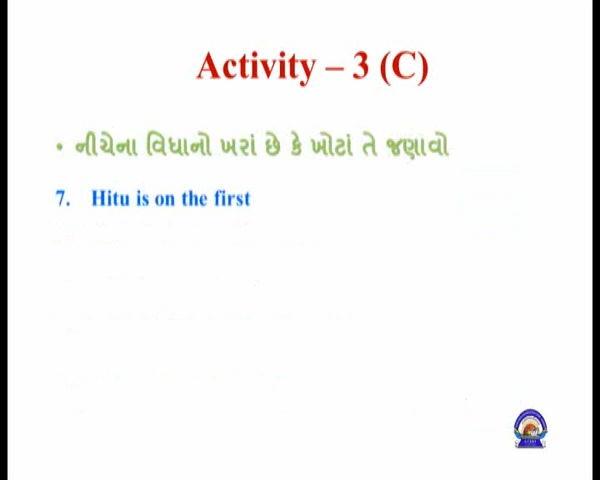 Activity – 3 (C)
• નીચેના વિધાનો ખરાં છે કે ખોટાં તે જણાવો
7. Hitu is on the first